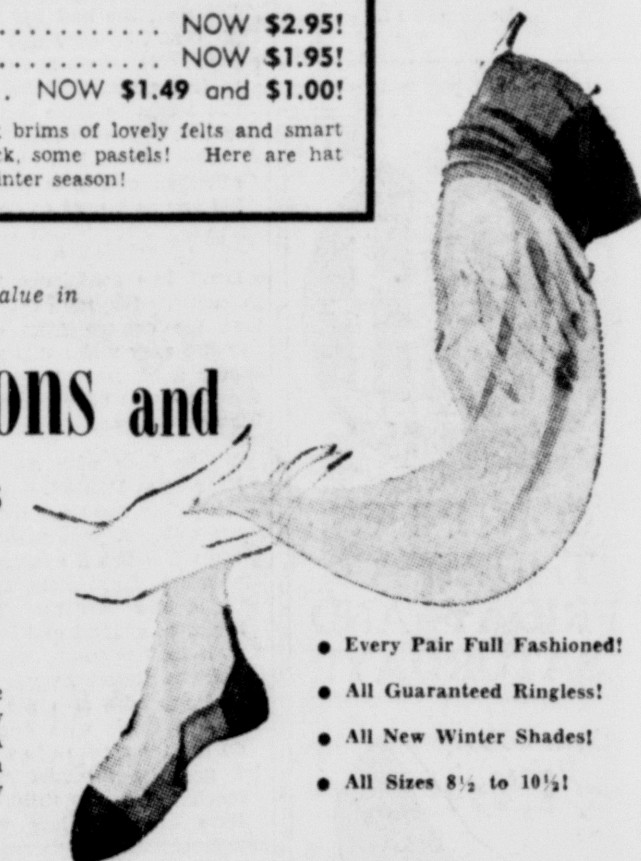 ............ NOW $2.95!
............ NOW $1.95!
. NOW $1.49 and $1.00!
brims of lovely felts and smart
some pastels! Here are hat
season!
in
and
● Every Pair Full Fashioned!
● All Guaranteed Ringless!
● All New Winter Shades!
● All Sizes 8½ to 10½!